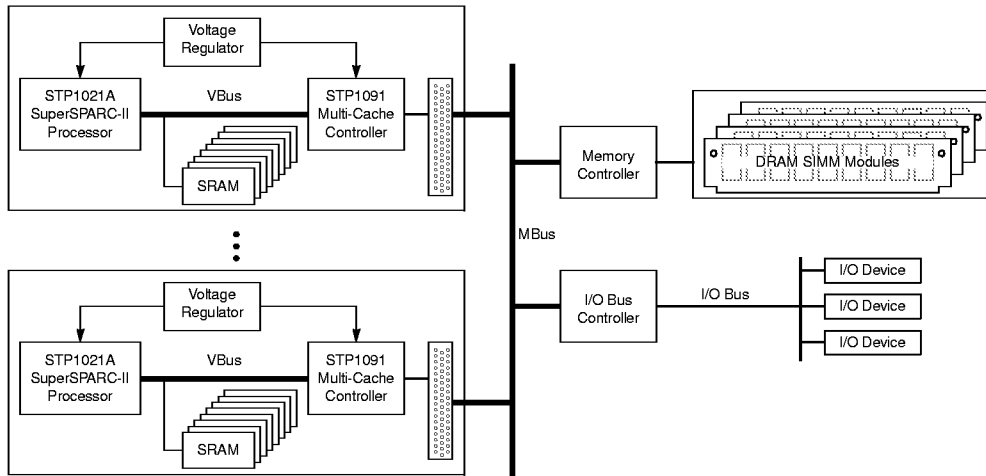 Voltage
Regulator
STP1021A
SuperSPARC-II
Processor
VBus
STP1091
Multi-Cache
Controller
SRAM
Memory
Controller
DRAM SIMM Modules
MBus
Voltage
Regulator
STP1021A
SuperSPARC-II
Processor
VBus
STP1091
Multi-Cache
Controller
SRAM
I/O Bus
Controller
I/O Bus
I/O Device
I/O Device
I/O Device